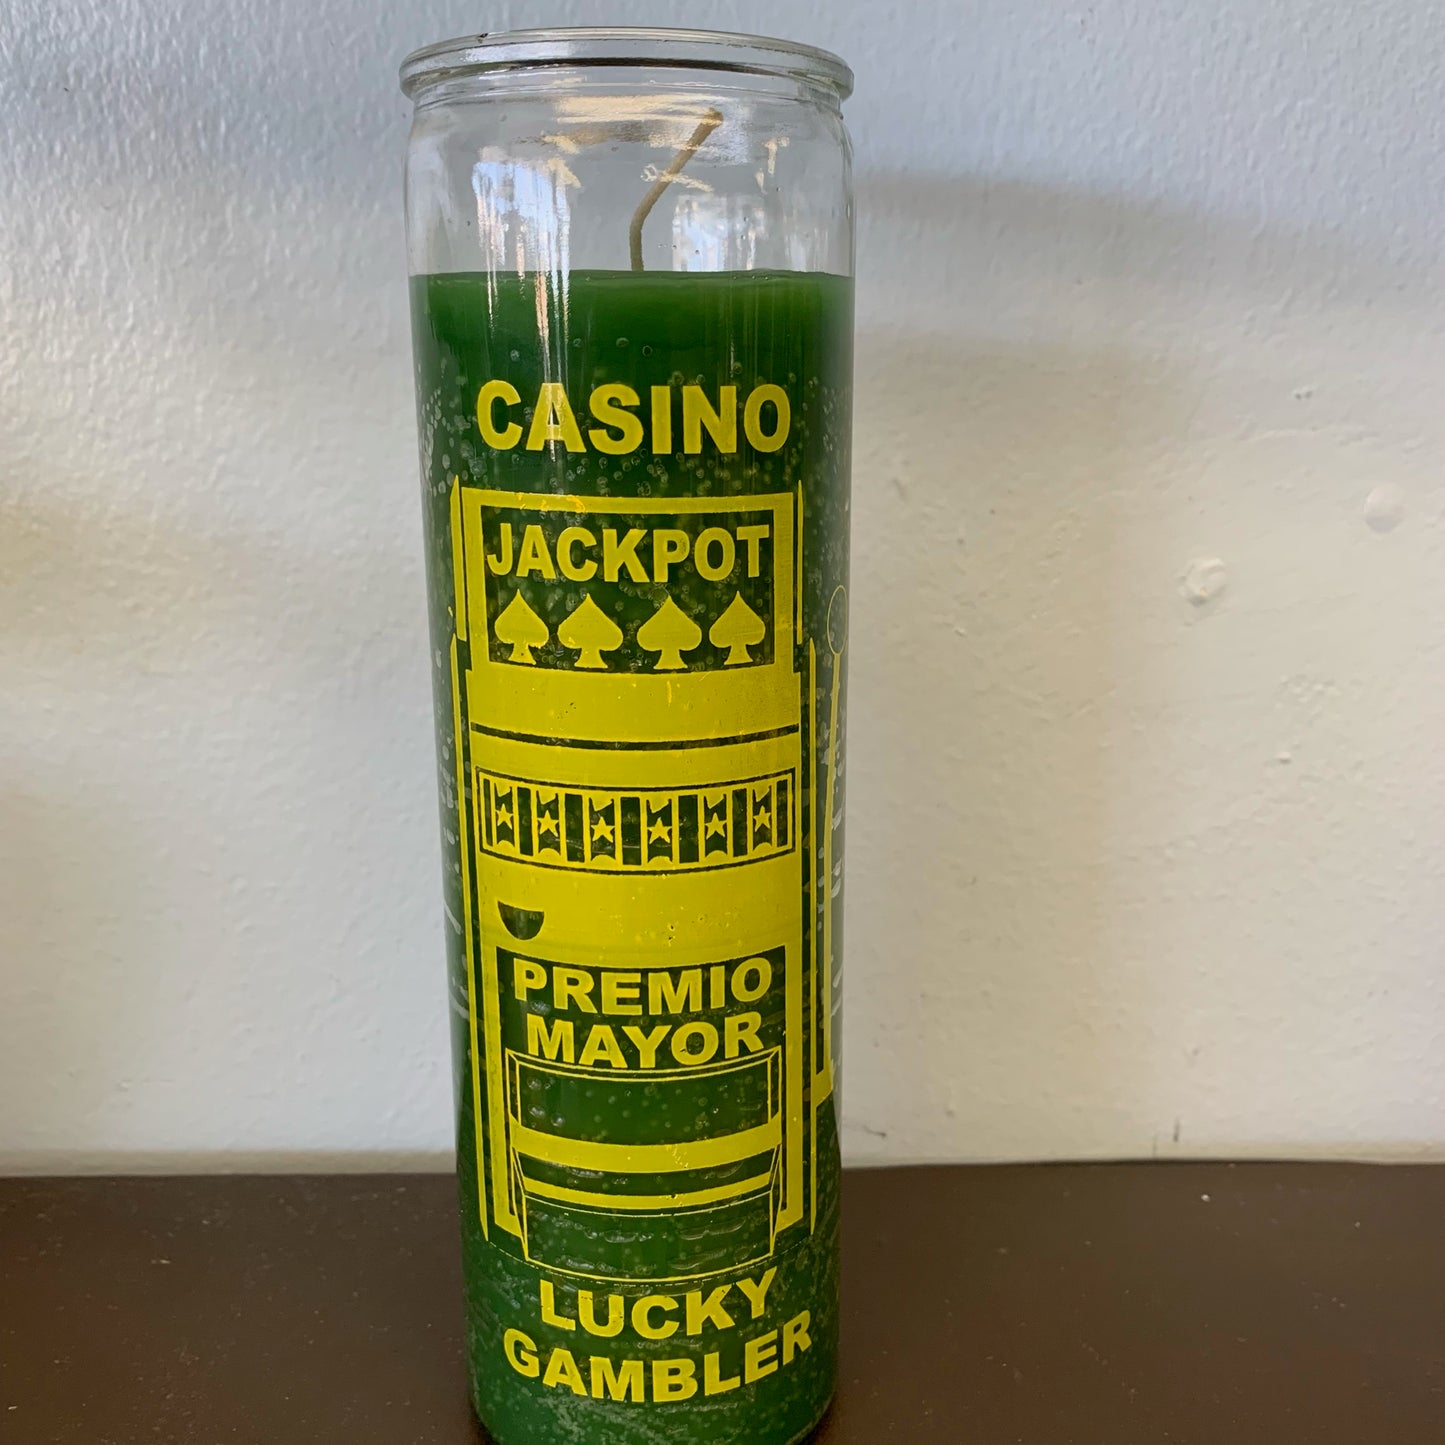 CASINO
JACKPOT
PREMIO
MAYOR
LUCKY
GAMBLER